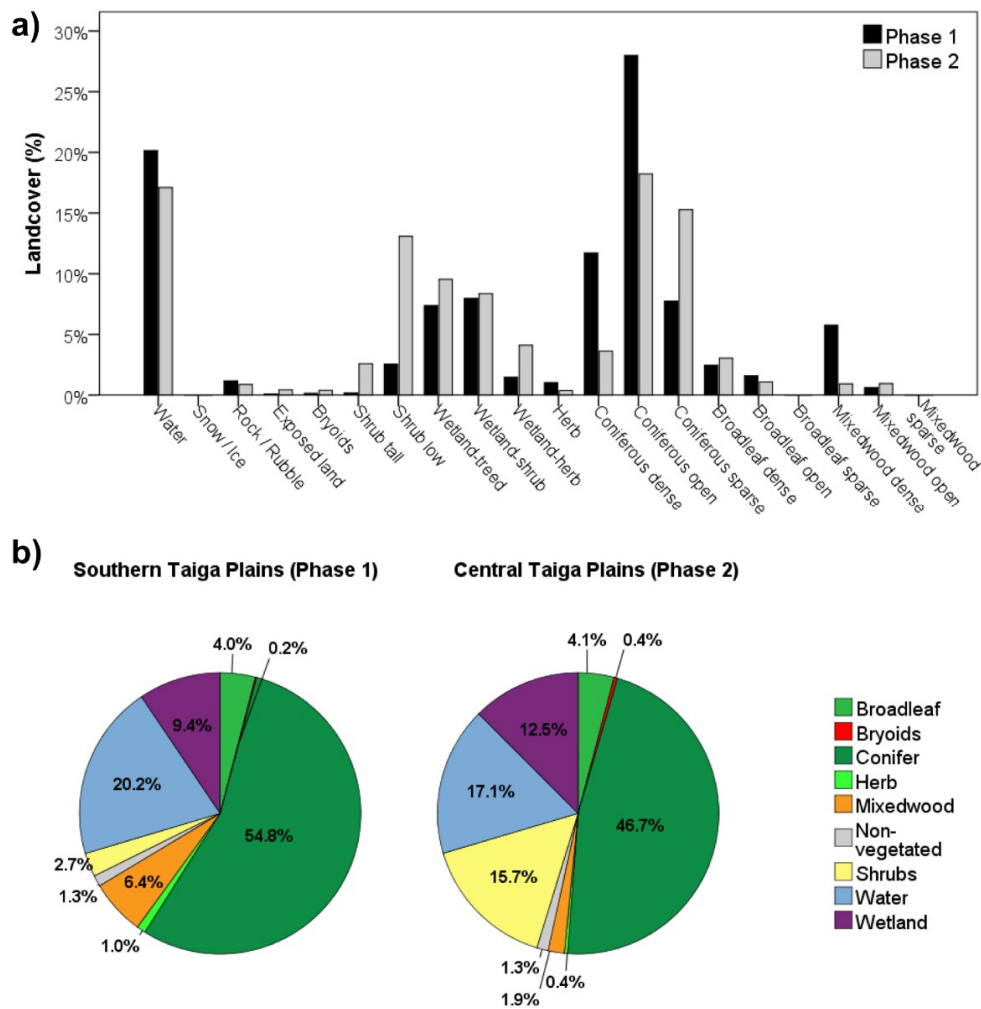 a)
30%
25%
20%
15%
10%
5%
0%
Landcover (%)
Phase 1
Phase 2
Water
Snow / Ice
Rock / Rubble
Exposed land
Bryoids
Shrub tall
Shrub low
Wetland-treed
Wetland-shrub
Wetland-herb
Herb
Coniferous dense
Coniferous open
Coniferous sparse
Broadleaf dense
Broadleaf open
Broadleaf sparse
Mixedwood dense
Mixedwood open
Mixedwood
sparse
b)
Southern Taiga Plains (Phase 1)
4.0%
0.2%
54.8%
1.0%
6.4%
1.3%
2.7%
20.2%
9.4%
Central Taiga Plains (Phase 2)
4.1%
0.4%
46.7%
0.4%
1.9%
1.3%
15.7%
17.1%
12.5%
Broadleaf
Bryoids
Conifer
Herb
Mixedwood
Non-
vegetated
Shrubs
Water
Wetland